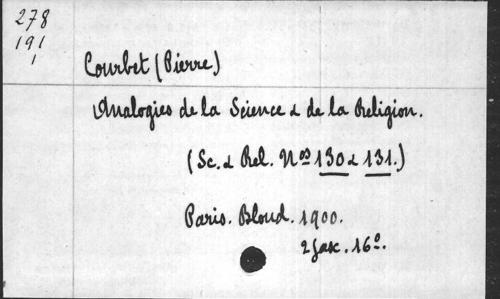 278
191
1
Courbet (Pierre)
Analogies de la Science & de la Religion.
(Sc. & Rel. Nos 130 & 131.)
Paris. Bloud. 1900.
2 fasc. 16º.